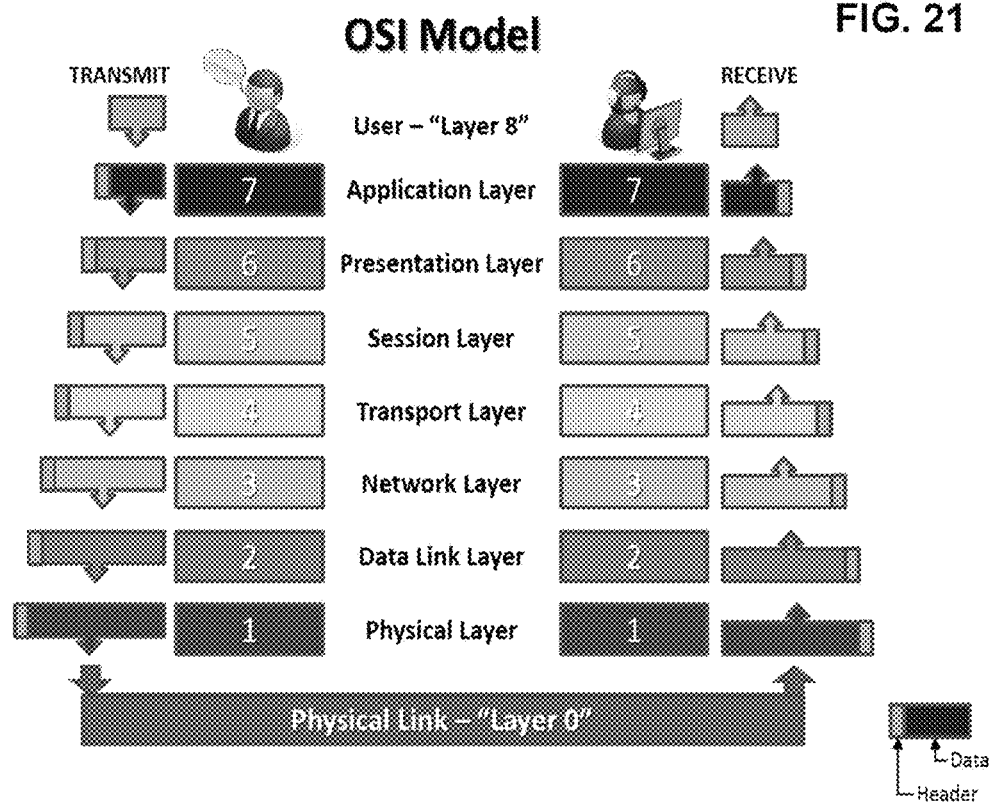 FIG. 21
OSI Model
TRANSMIT
RECEIVE
User – "Layer 8"
7 Application Layer 7
6 Presentation Layer 6
5 Session Layer 5
4 Transport Layer 4
3 Network Layer 3
2 Data Link Layer 2
1 Physical Layer 1
Physical Link – "Layer 0"
Data
Header